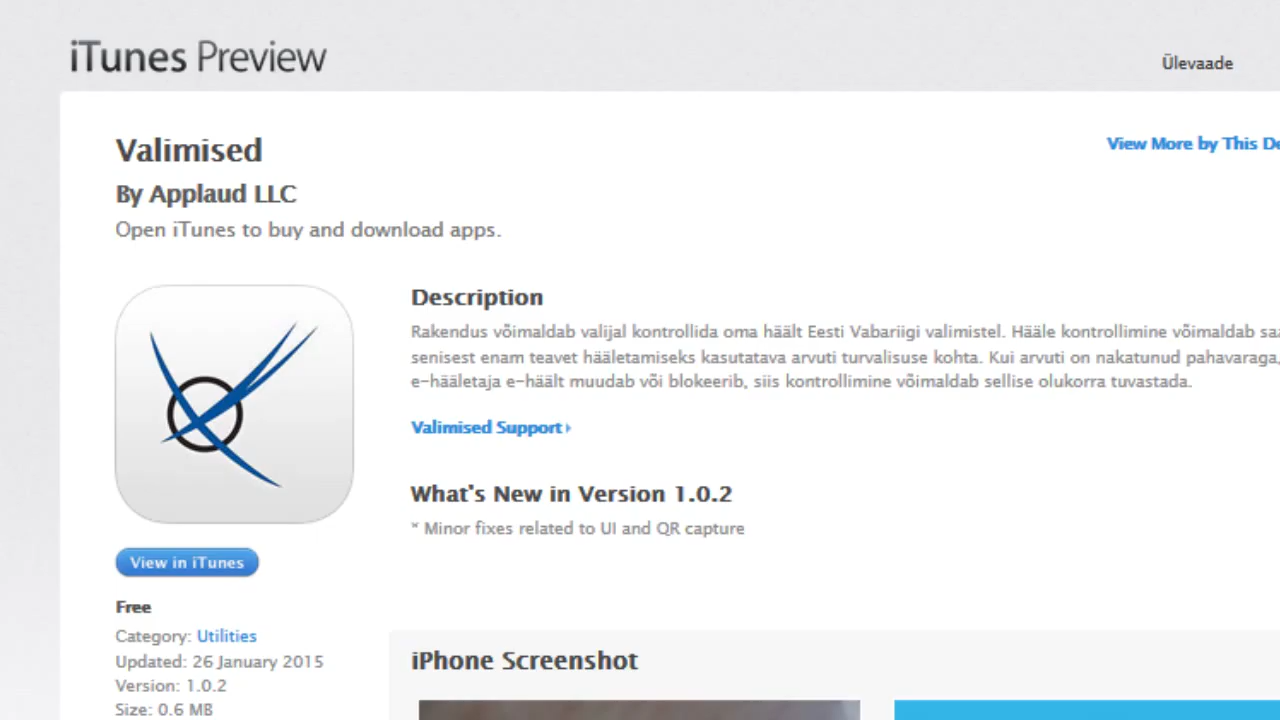 iTunes Preview
Ülevaade
Valimised
View More by This
By Applaud LLC
Open iTunes to buy and download apps.
Description
Rakendus võimaldab valijal kontrollida oma häält Eesti Vabariigi valimistel. Hääle kontrollimine võimaldab
senisest enam teavet hääletamiseks kasutatava arvuti turvalisuse kohta. Kui arvuti on nakatunud pahavaraga,
e-hääletaja e-häält muudab või blokeerib, siis kontrollimine võimaldab sellise olukorra tuvastada.
Valimised Support
What's New in Version 1.0.2
* Minor fixes related to UI and QR capture
View in iTunes
Free
Category: Utilities
Updated: 26 January 2015
Version: 1.0.2
Size: 0.6 MB
iPhone Screenshot